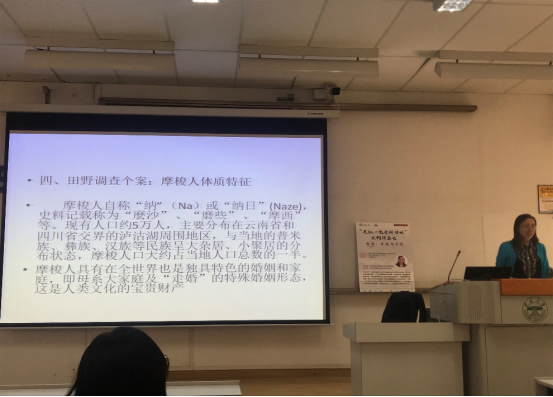 四、田野调查个案：摩梭人体质特征
摩梭人自称“纳”（Na）或“纳日”(Naze)，
史料记载称为“磨沙”、“磨些”、“摩西”
等。现有人口约5万人，主要分布在云南省和
四川省交界的泸沽湖周围地区，与当地的普米
族、彝族、汉族等民族呈大杂居、小聚居的分
布状态，摩梭人口大约占当地人口总数的一半。
摩梭人具有在全世界也是独具特色的婚姻和家
庭，即母系大家庭及“走婚”的特殊婚姻形态，
这是人类文化的宝贵财产